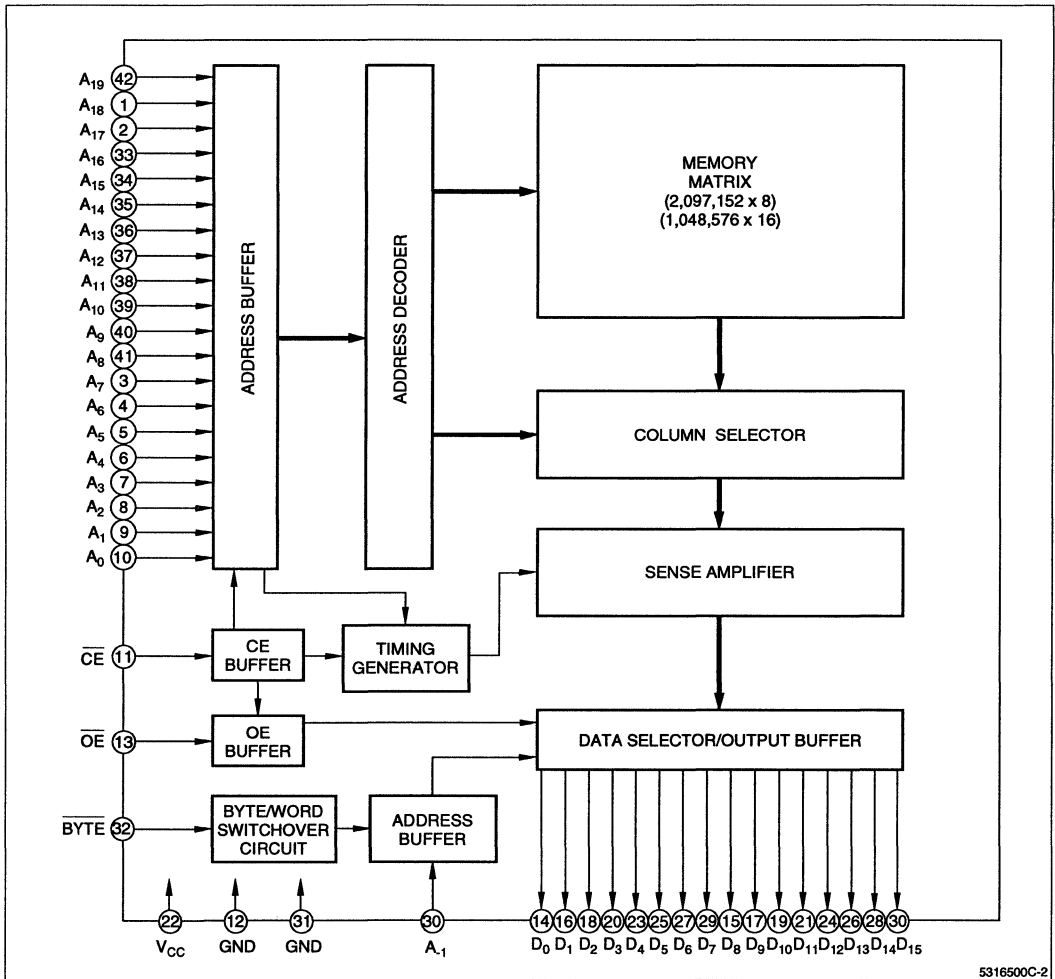 A19 42
A18 1
A17 2
A16 33
A15 34
A14 35
A13 36
A12 37
A11 38
A10 39
A9 40
A8 41
A7 3
A6 4
A5 5
A4 6
A3 7
A2 8
A1 9
A0 10
ADDRESS BUFFER
ADDRESS DECODER
MEMORY
MATRIX
(2,097,152 x 8)
(1,048,576 x 16)
COLUMN SELECTOR
SENSE AMPLIFIER
CE 11
CE
BUFFER
TIMING
GENERATOR
OE 13
OE
BUFFER
DATA SELECTOR/OUTPUT BUFFER
BYTE 32
BYTE/WORD
SWITCHOVER
CIRCUIT
ADDRESS
BUFFER
22 12 31 30 14 16 18 20 23 25 27 29 15 17 19 21 24 26 28 30
VCC GND GND A-1 D0 D1 D2 D3 D4 D5 D6 D7 D8 D9 D10 D11 D12 D13 D14 D15
5316500C-2